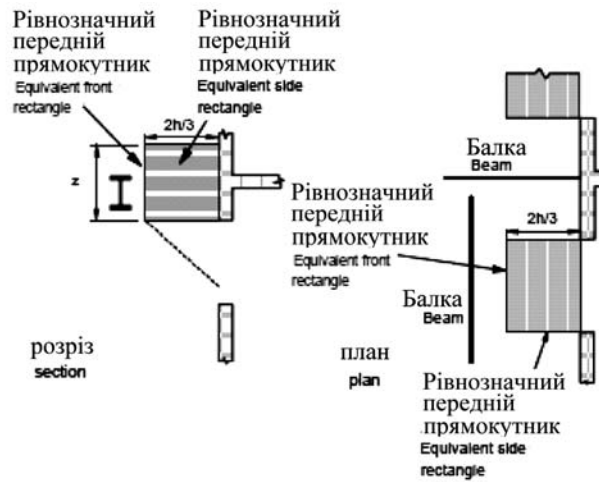 Рівнозначний
передній
прямокутник
Equivalent front
rectangle
Рівнозначний
передній
прямокутник
Equivalent side
rectangle
2h/3
z
розріз
section
Балка
Beam
Рівнозначний
передній
прямокутник
Equivalent front
rectangle
2h/3
Балка
Beam
план
plan
Рівнозначний
передній
прямокутник
Equivalent side
rectangle